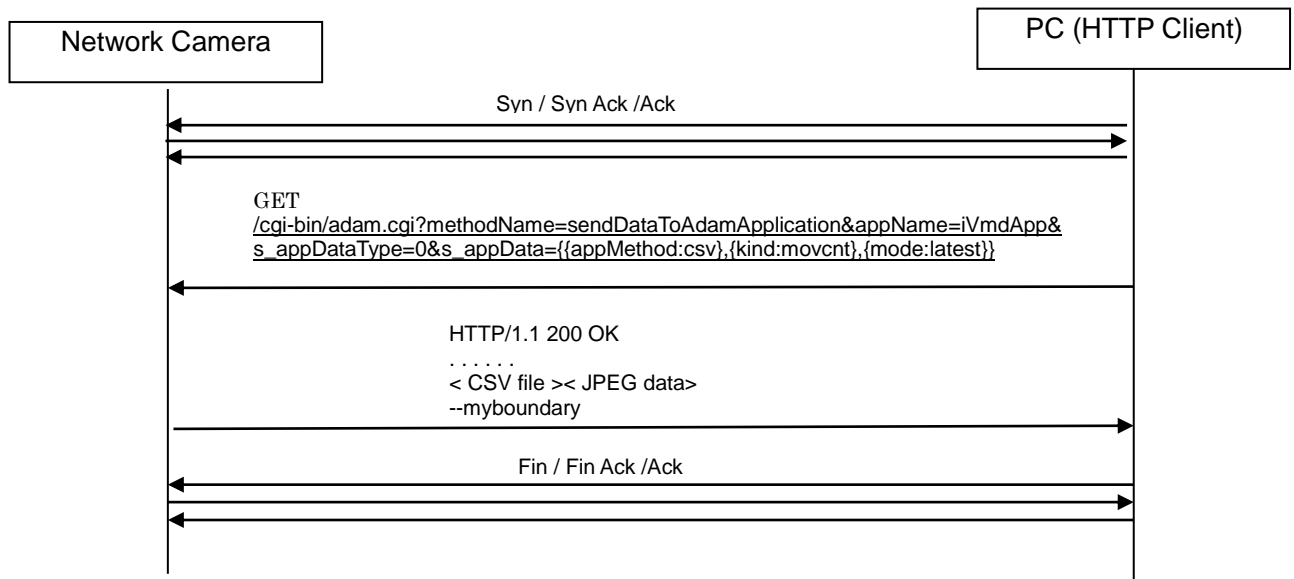 Network Camera
PC (HTTP Client)
Syn / Syn Ack /Ack
GET
/cgi-bin/adam.cgi?methodName=sendDataToAdamApplication&appName=iVmdApp&
s_appDataType=0&s_appData={{appMethod:csv},{kind:movcnt},{mode:latest}}
HTTP/1.1 200 OK
. . . . . .
< CSV file >< JPEG data>
--myboundary
Fin / Fin Ack /Ack